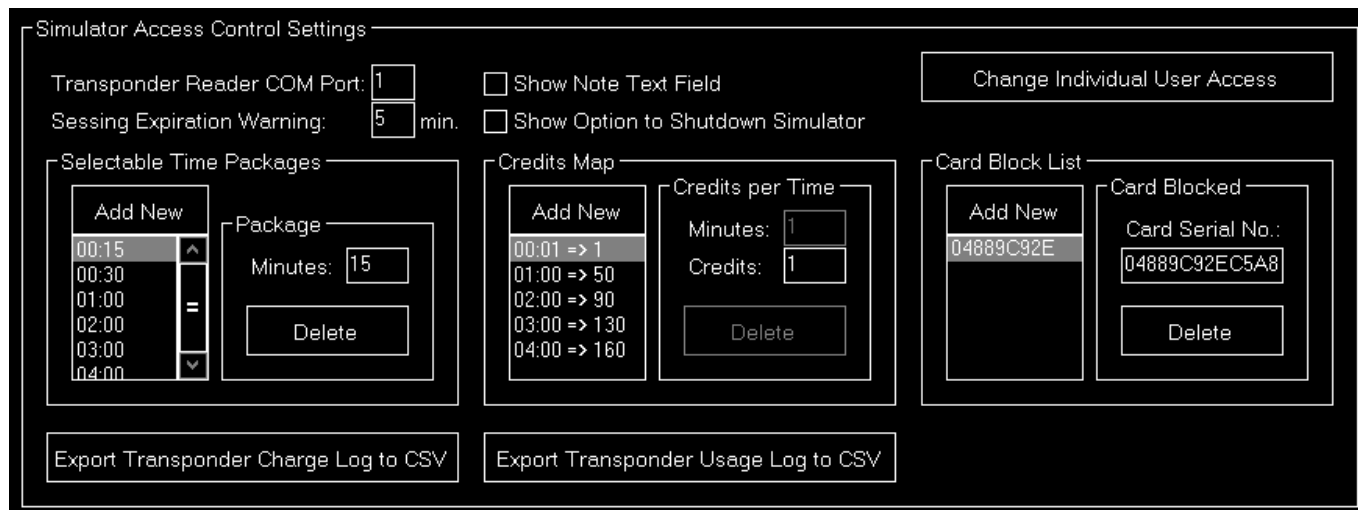 Simulator Access Control Settings
Transponder Reader COM Port: 1
Show Note Text Field
Change Individual User Access
Sessing Expiration Warning: 5 min.
Show Option to Shutdown Simulator
Selectable Time Packages
Add New
00:15
00:30
01:00
02:00
03:00
04:00
Package
Minutes: 15
Delete
Credits Map
Add New
00:01 => 1
01:00 => 50
02:00 => 90
03:00 => 130
04:00 => 160
Credits per Time
Minutes: 1
Credits: 1
Delete
Card Block List
Add New
04889C92E
Card Blocked
Card Serial No.:
04889C92EC5A8
Delete
Export Transponder Charge Log to CSV
Export Transponder Usage Log to CSV